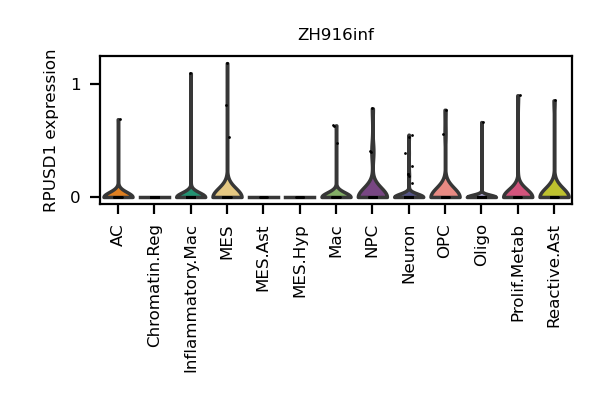 ZH916inf
RPUSD1 expression
1
0
AC
Chromatin.Reg
Inflammatory.Mac
MES
MES.Ast
MES.Hyp
Mac
NPC
Neuron
OPC
Oligo
Prolif.Metab
Reactive.Ast